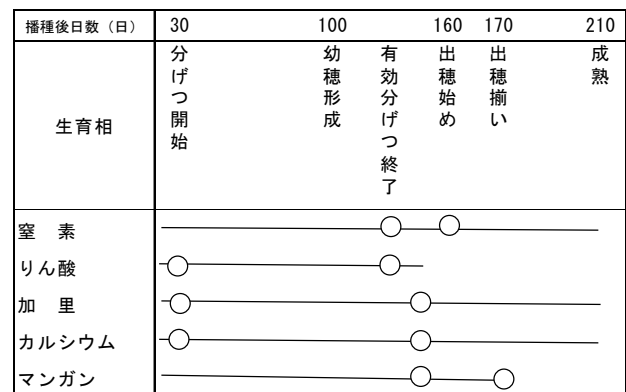 播種後日数（日） 30 100 160 170 210
生育相 分げつ開始 幼穂形成 有効分げつ終了 出穂始め 出穂揃い 成熟
窒 素
りん酸
加 里
カルシウム
マンガン